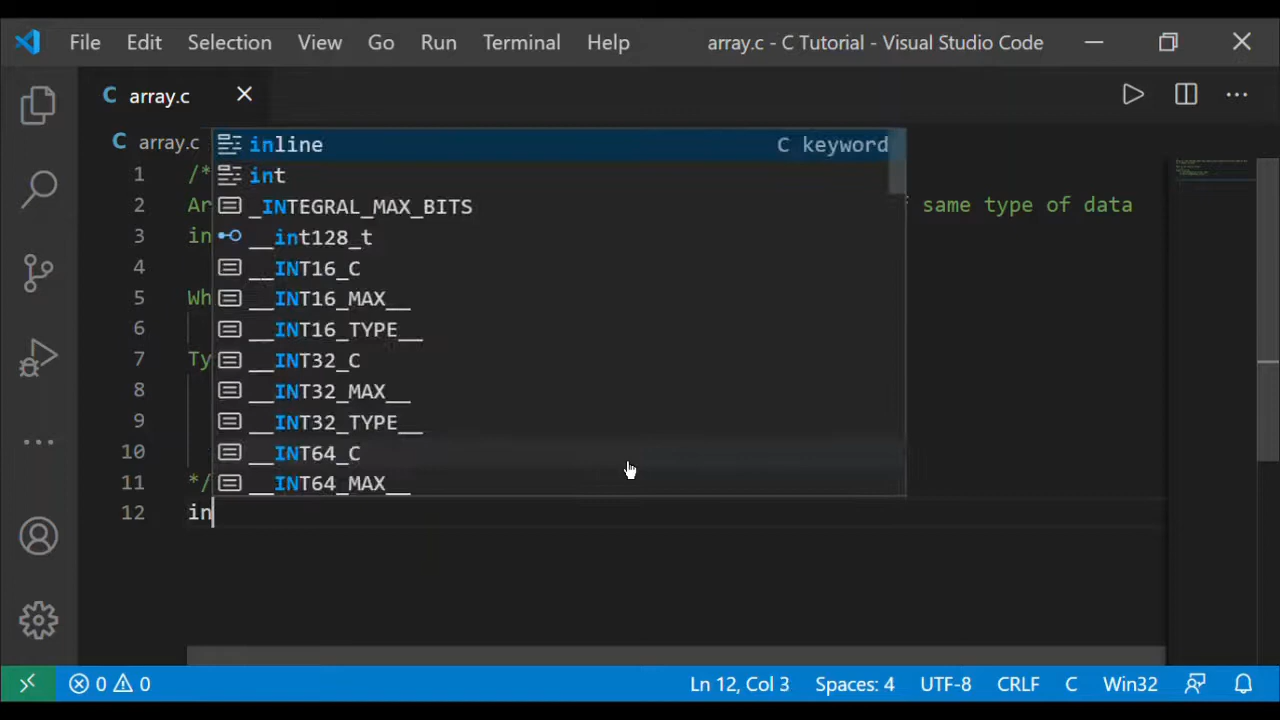 File Edit Selection View Go Run Terminal Help array.c - C Tutorial - Visual Studio Code
C array.c
C array.c
inline C keyword
1 /*
int
2 Ar same type of data
_INTEGRAL_MAX_BITS
3 in
__int128_t
4
__INT16_C
5 Wh
__INT16_MAX__
6
__INT16_TYPE__
7 Ty
__INT32_C
8
__INT32_MAX__
9
__INT32_TYPE__
10
__INT64_C
11 */
__INT64_MAX__
12 in
0 0 Ln 12, Col 3 Spaces: 4 UTF-8 CRLF C Win32